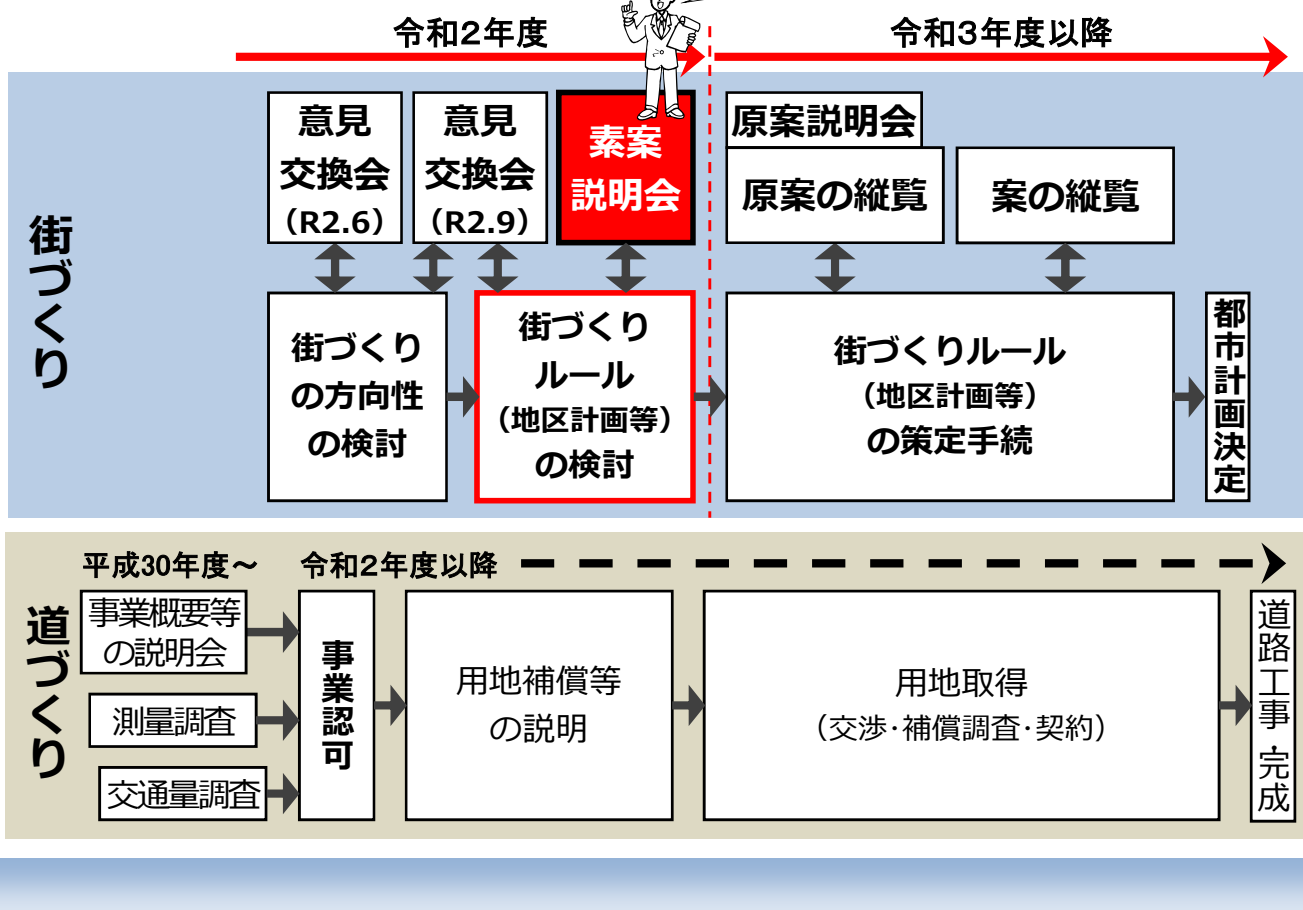 令和2年度
令和3年度以降
街づくり
意見
交換会
（R2.6）
意見
交換会
（R2.9）
素案
説明会
原案説明会
原案の縦覧
案の縦覧
街づくり
の方向性
の検討
街づくり
ルール
（地区計画等）
の検討
街づくりルール
（地区計画等）
の策定手続
都市計画決定
道づくり
平成30年度～
令和2年度以降
事業概要等
の説明会
測量調査
交通量調査
事業認可
用地補償等
の説明
用地取得
（交渉・補償調査・契約）
道路工事・完成